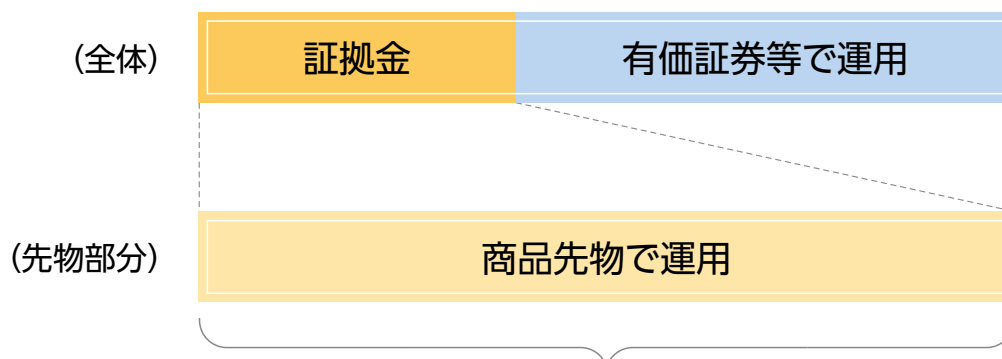 (全体)
証拠金
有価証券等で運用
(先物部分)
商品先物で運用